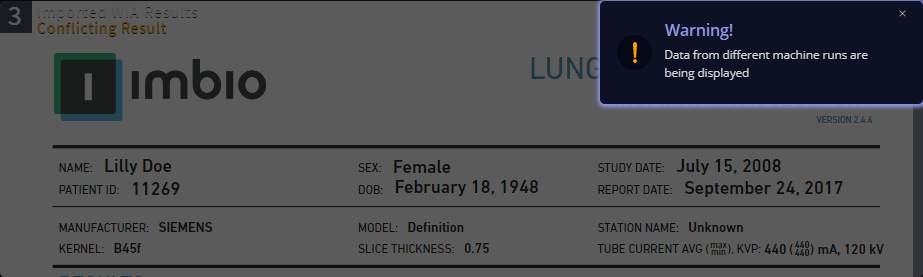 3
Imported WIA Results
Conflicting Result
imbio
LUNG
Warning!
Data from different machine runs are
being displayed
VERSION 2.4.4
NAME: Lilly Doe SEX: Female STUDY DATE: July 15, 2008
PATIENT ID: 11269 DOB: February 18, 1948 REPORT DATE: September 24, 2017
MANUFACTURER: SIEMENS MODEL: Definition STATION NAME: Unknown
KERNEL: B45f SLICE THICKNESS: 0.75 TUBE CURRENT AVG (max/min), KVP: 440 (440/440) mA, 120 kV